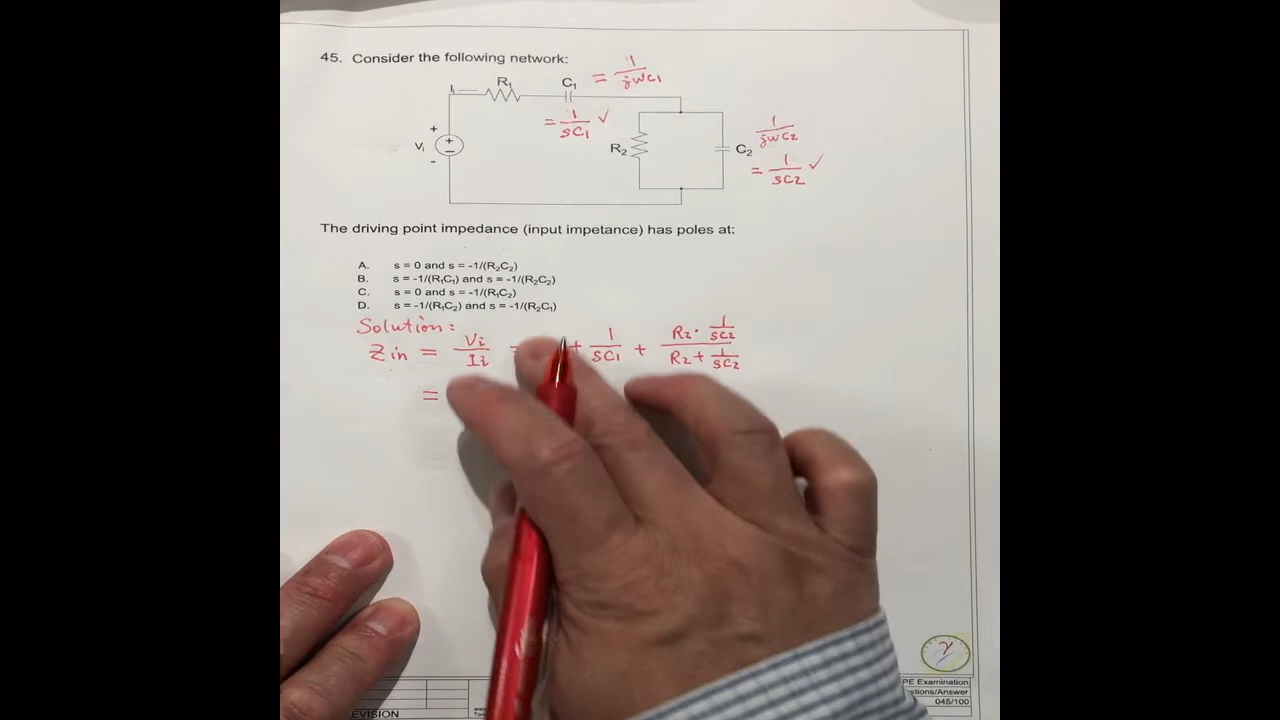 45. Consider the following network:
R1
C1
= 1/jωC1
= 1/sC1 ✓
Vi
+
-
R2
C2
1/jωC2
= 1/sC2 ✓
The driving point impedance (input impetance) has poles at:
A. s = 0 and s = -1/(R2C2)
B. s = -1/(R1C1) and s = -1/(R2C2)
C. s = 0 and s = -1/(R1C2)
D. s = -1/(R1C2) and s = -1/(R2C1)
Solution:
Zin = Vi/Ii = + 1/sC1 + (R2 · 1/sC2)/(R2 + 1/sC2)
=
PE Examination
stions/Answer
045/100
EVISION